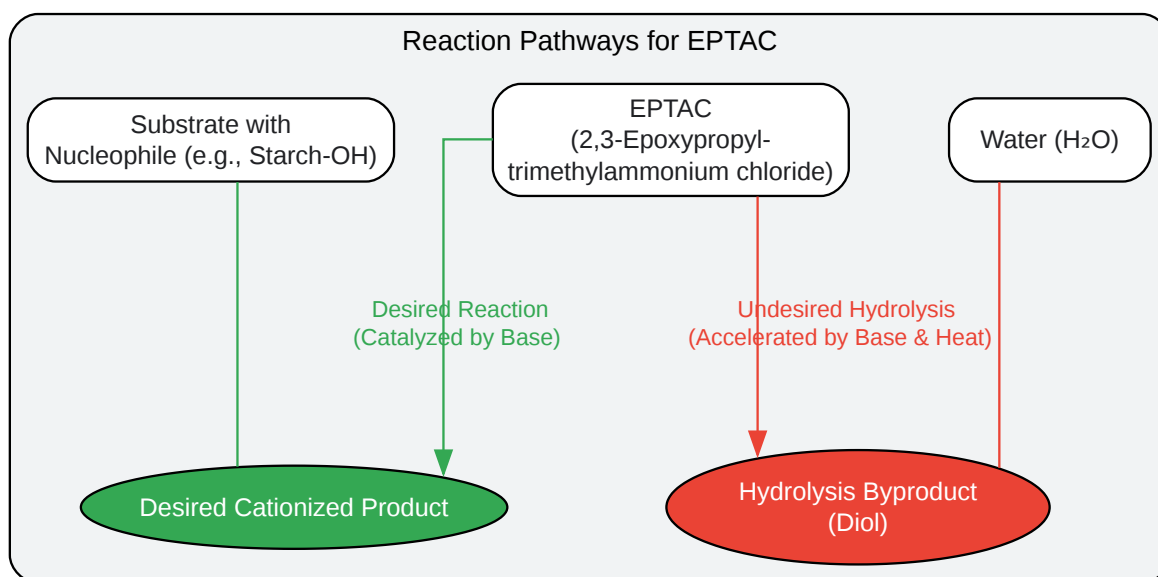 Reaction Pathways for EPTAC
Substrate with
Nucleophile (e.g., Starch-OH)
EPTAC
(2,3-Epoxypropyl-
trimethylammonium chloride)
Water (H₂O)
Desired Reaction
(Catalyzed by Base)
Undesired Hydrolysis
(Accelerated by Base & Heat)
Desired Cationized Product
Hydrolysis Byproduct
(Diol)